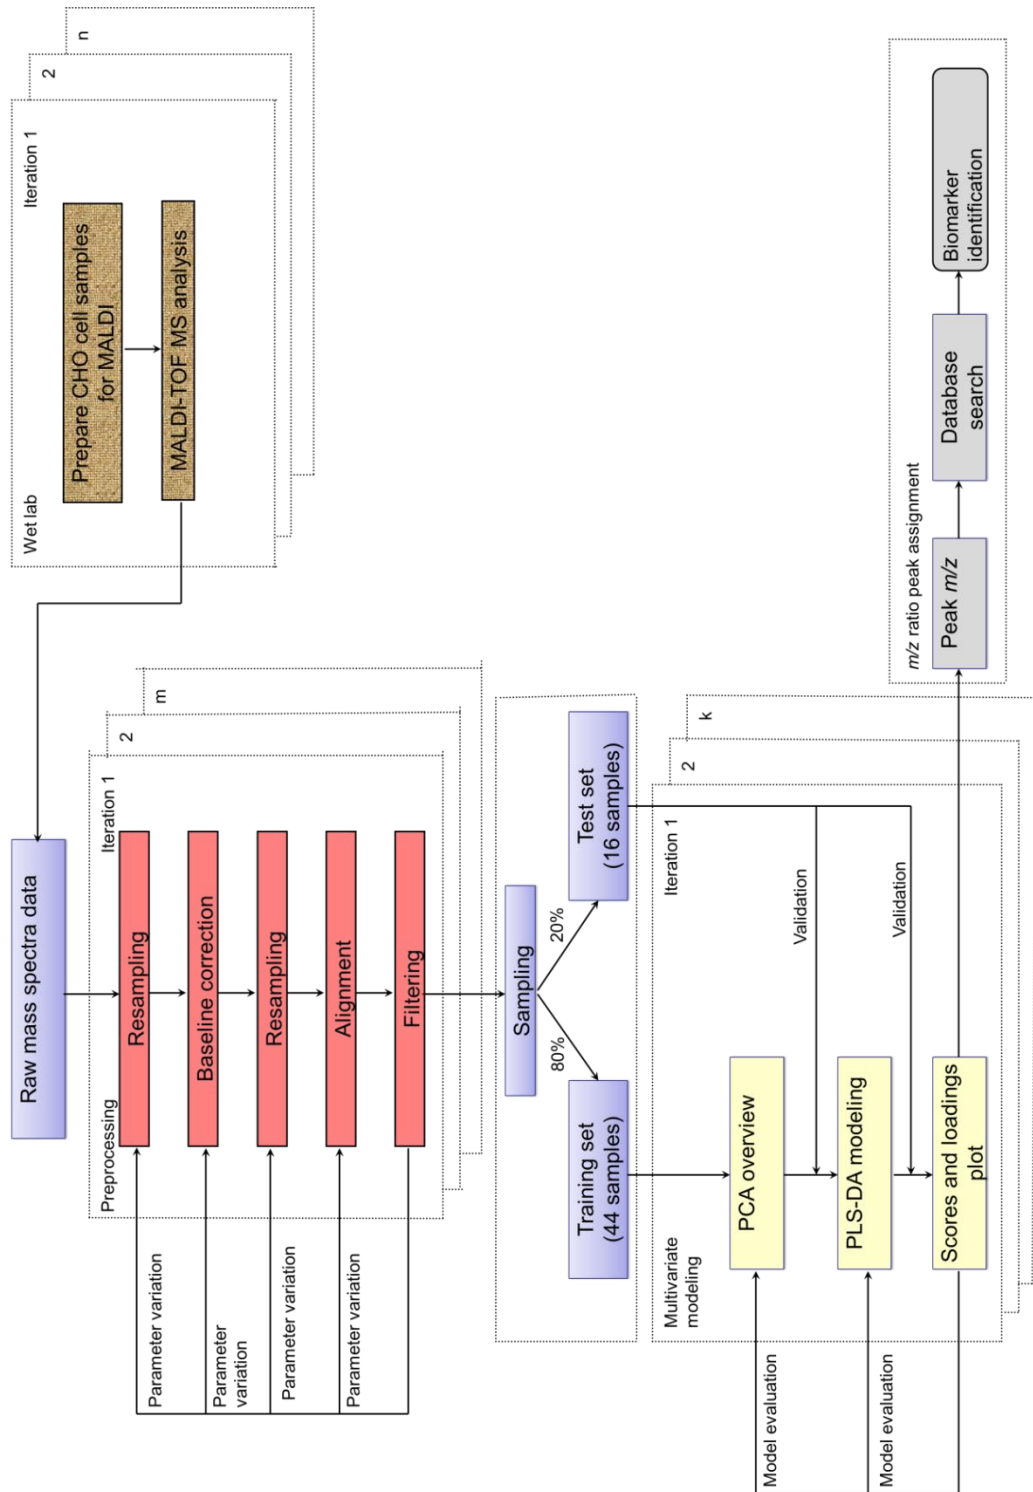 Wet lab
Iteration 1
2
n
Prepare CHO cell samples
for MALDI
MALDI-TOF MS analysis
Raw mass spectra data
Preprocessing
Iteration 1
2
m
Resampling
Baseline correction
Resampling
Alignment
Filtering
Parameter variation
Parameter
variation
Parameter variation
Parameter variation
Sampling
80%
20%
Training set
(44 samples)
Test set
(16 samples)
Multivariate
modeling
Iteration 1
2
k
PCA overview
PLS-DA modeling
Scores and loadings
plot
Validation
Validation
Model evaluation
Model evaluation
m/z ratio peak assignment
Peak m/z
Database
search
Biomarker
identification